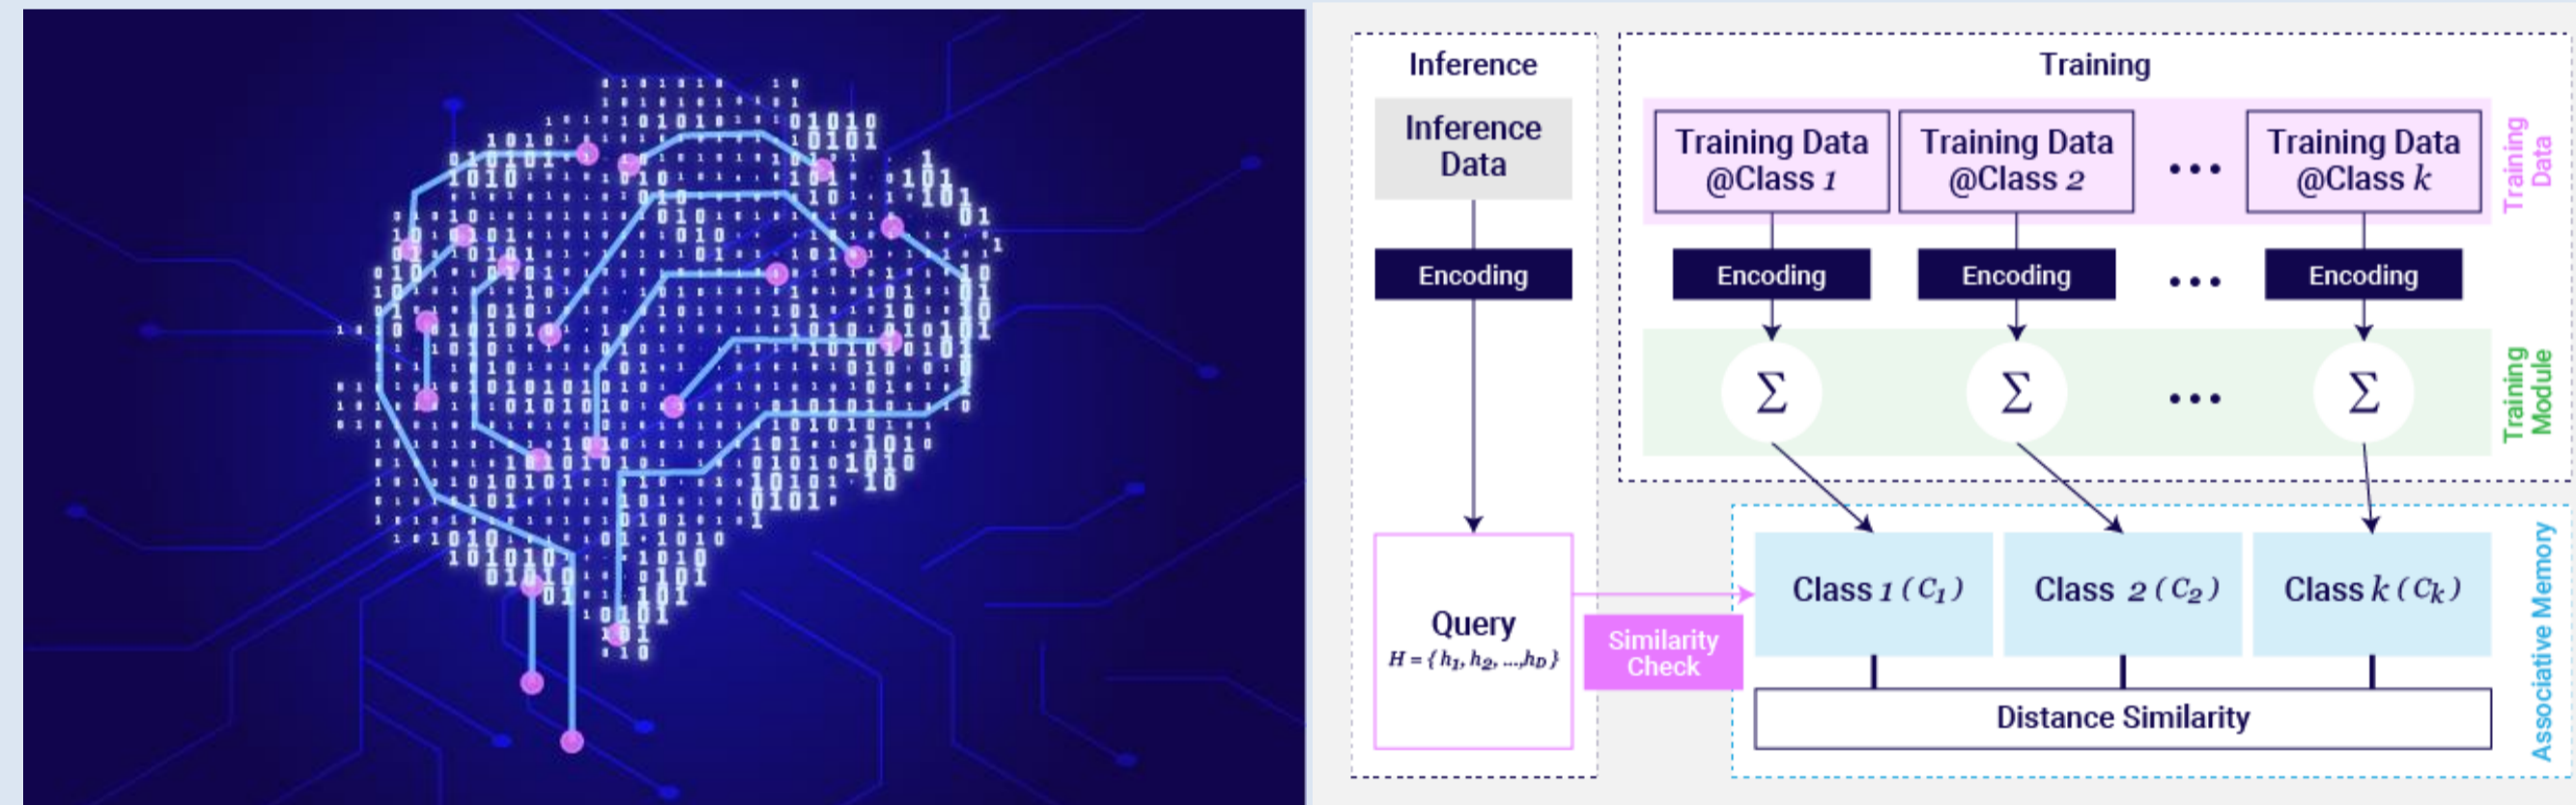 Inference
Inference
Data
Encoding
Query
H = { h1, h2, ...,hD }
Similarity
Check
Training
Training Data
@Class 1
Training Data
@Class 2
...
Training Data
@Class k
Training
Data
Encoding
Encoding
...
Encoding
Σ
Σ
...
Σ
Training
Module
Class 1 ( C1 )
Class 2 ( C2 )
Class k ( Ck )
Distance Similarity
Associative Memory